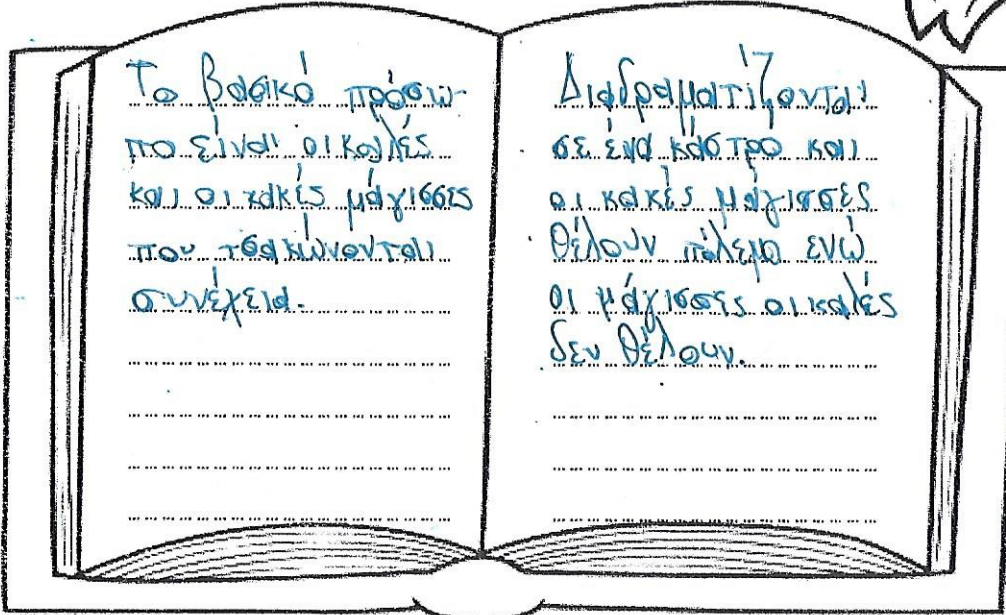 Το βασικό πρόσω-
πο είναι οι καλές
και οι κακές μάγισσες
που τσακώνονται
συνέχεια.
Διαδραματίζονται
σε ένα κάστρο και
οι κακές μάγισσες
θέλουν πόλεμο ενώ
οι μάγισσες οι καλές
δεν θέλουν.